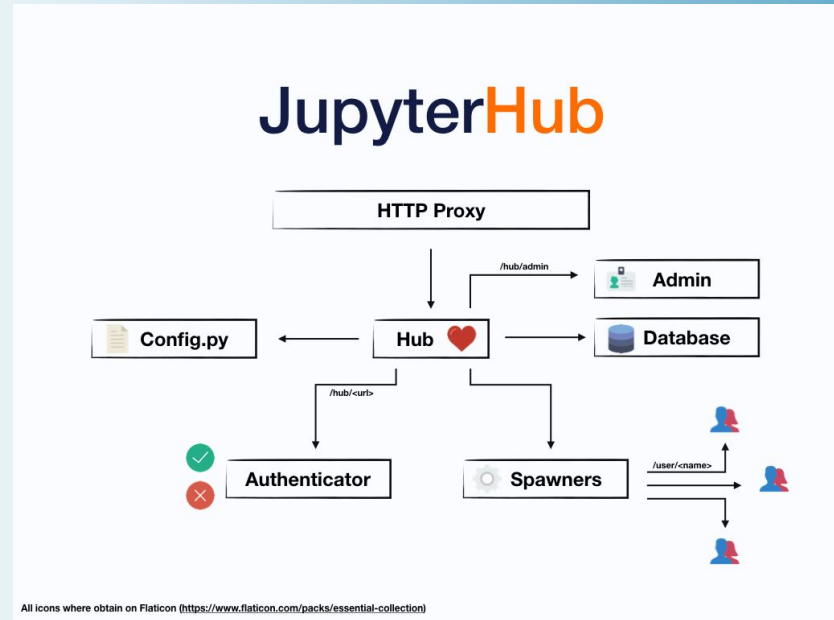 JupyterHub
HTTP Proxy
/hub/admin
Admin
Config.py
Hub
Database
/hub/<url>
Authenticator
Spawners
/user/<name>
All icons where obtain on Flaticon (https://www.flaticon.com/packs/essential-collection)